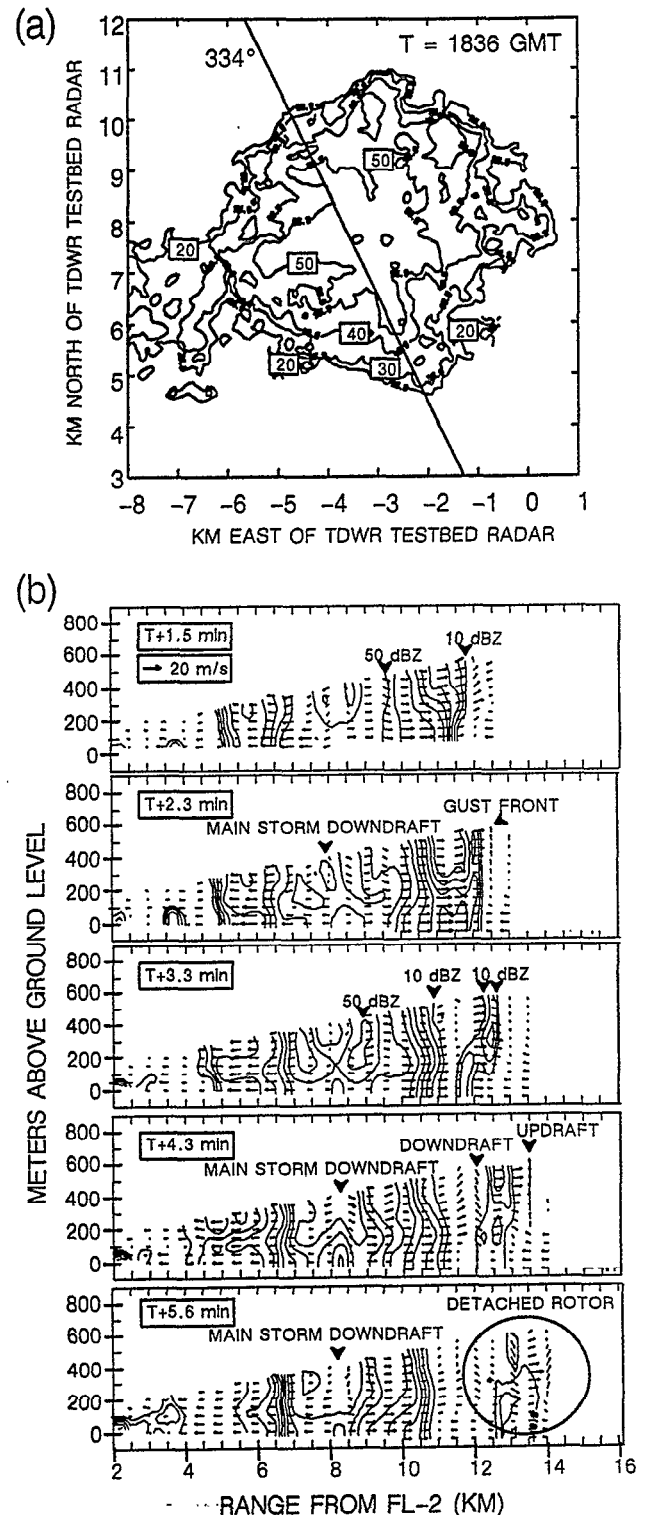 (a)
12
11
10
9
8
7
6
5
4
3
KM NORTH OF TDWR TESTBED RADAR
334°
T = 1836 GMT
50
20
50
40
20
20
30
10
-8 -7 -6 -5 -4 -3 -2 -1 0 1
KM EAST OF TDWR TESTBED RADAR
(b)
METERS ABOVE GROUND LEVEL
800
600
400
200
0
T+1.5 min
20 m/s
50 dBZ
10 dBZ
800
600
400
200
0
T+2.3 min
GUST FRONT
MAIN STORM DOWNDRAFT
800
600
400
200
0
T+3.3 min
50 dBZ
10 dBZ
10 dBZ
800
600
400
200
0
T+4.3 min
UPDRAFT
DOWNDRAFT
MAIN STORM DOWNDRAFT
800
600
400
200
0
T+5.6 min
DETACHED ROTOR
MAIN STORM DOWNDRAFT
2 4 6 8 10 12 14 16
RANGE FROM FL-2 (KM)